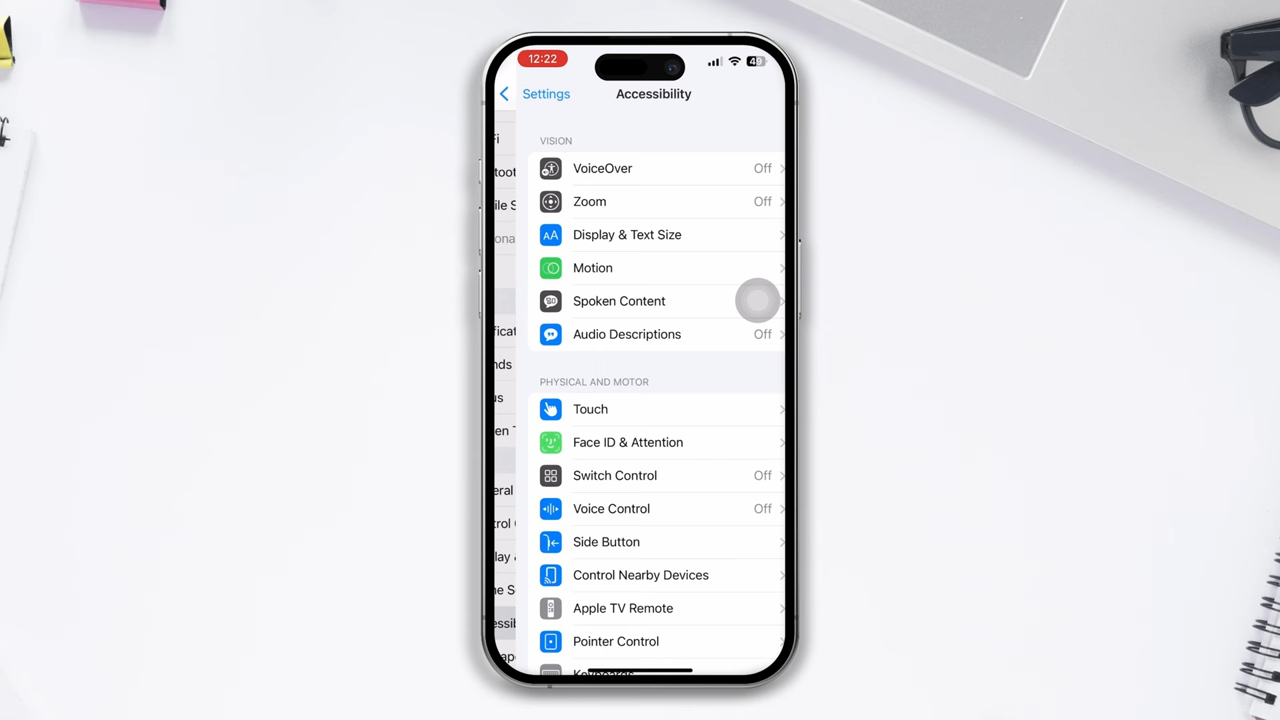 12:22
49
Settings
Accessibility
VISION
VoiceOver Off
Zoom Off
Display & Text Size
Motion
Spoken Content
Audio Descriptions Off
PHYSICAL AND MOTOR
Touch
Face ID & Attention
Switch Control Off
Voice Control Off
Side Button
Control Nearby Devices
Apple TV Remote
Pointer Control
Keyboards